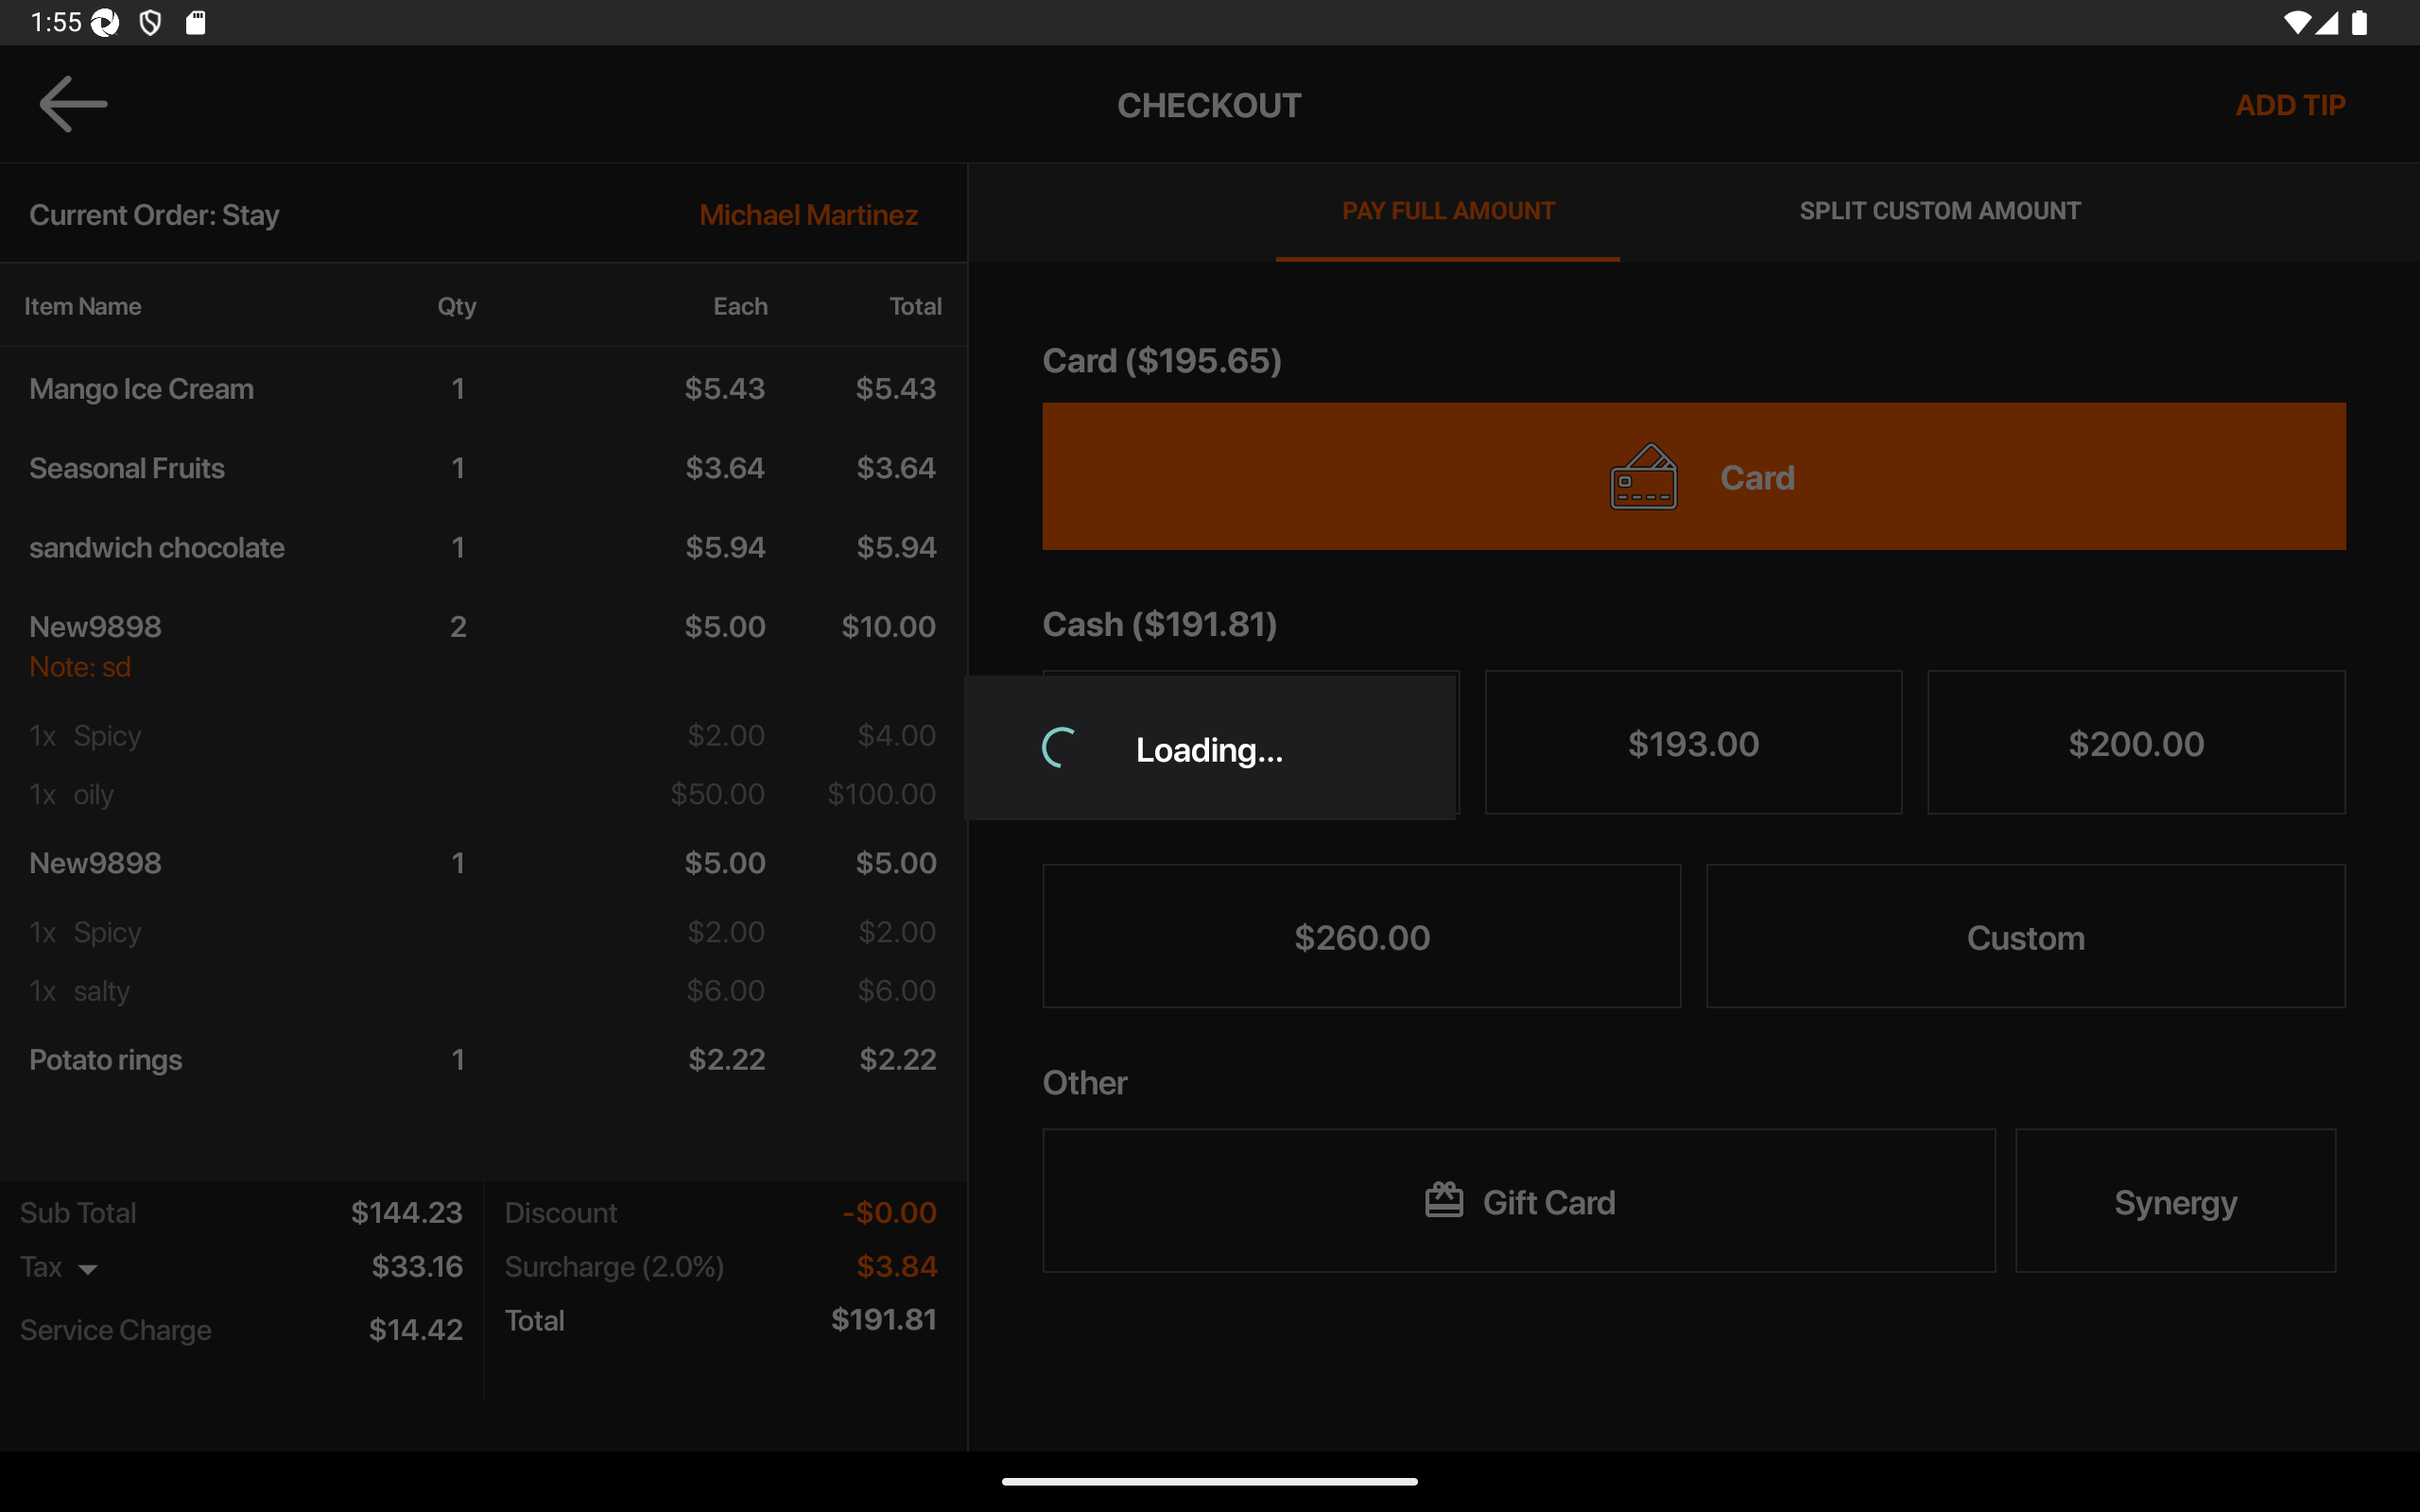 1:55
CHECKOUT
ADD TIP
Current Order: Stay
Michael Martinez
PAY FULL AMOUNT
SPLIT CUSTOM AMOUNT
Item Name Qty Each Total
Mango Ice Cream 1 $5.43 $5.43
Seasonal Fruits 1 $3.64 $3.64
sandwich chocolate 1 $5.94 $5.94
New9898 2 $5.00 $10.00
Note: sd
1x Spicy $2.00 $4.00
1x oily $50.00 $100.00
New9898 1 $5.00 $5.00
1x Spicy $2.00 $2.00
1x salty $6.00 $6.00
Potato rings 1 $2.22 $2.22
Sub Total $144.23
Tax $33.16
Service Charge $14.42
Discount -$0.00
Surcharge (2.0%) $3.84
Total $191.81
Card ($195.65)
Card
Cash ($191.81)
Loading...
$193.00
$200.00
$260.00
Custom
Other
Gift Card
Synergy